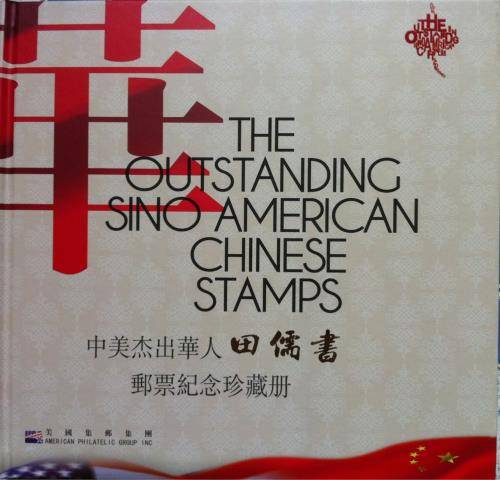 華
THE
OUTSTANDING
SINO AMERICAN
CHINESE
STAMPS
中美杰出華人田儒書
郵票紀念珍藏册
美國集郵集團
AMERICAN PHILATELIC GROUP INC